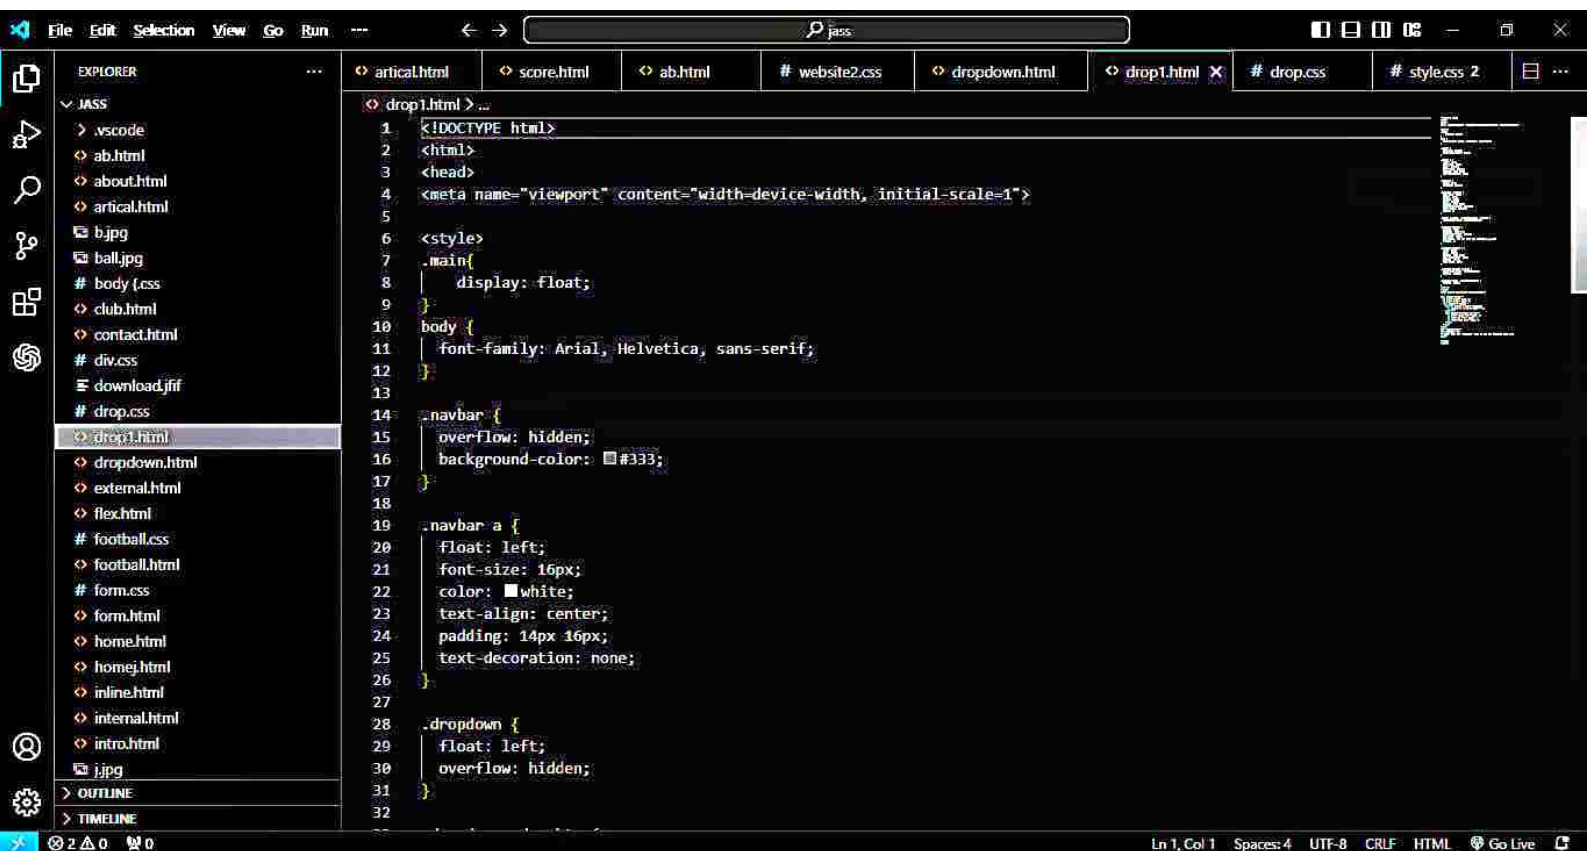 File Edit Selection View Go Run
jass
EXPLORER
artical.html score.html ab.html # website2.css dropdown.html drop1.html # drop.css # style.css 2
JASS
.vscode
ab.html
about.html
artical.html
b.jpg
ball.jpg
# body {.css
club.html
contact.html
# div.css
download.jfif
# drop.css
drop1.html
dropdown.html
external.html
flex.html
# football.css
football.html
# form.css
form.html
home.html
homej.html
inline.html
internal.html
intro.html
j.jpg
OUTLINE
TIMELINE
drop1.html > ...
1 <!DOCTYPE html>
2 <html>
3 <head>
4 <meta name="viewport" content="width=device-width, initial-scale=1">
5
6 <style>
7 .main{
8 display: float;
9 }
10 body {
11 font-family: Arial, Helvetica, sans-serif;
12 }
13
14 .navbar {
15 overflow: hidden;
16 background-color: #333;
17 }
18
19 .navbar a {
20 float: left;
21 font-size: 16px;
22 color: white;
23 text-align: center;
24 padding: 14px 16px;
25 text-decoration: none;
26 }
27
28 .dropdown {
29 float: left;
30 overflow: hidden;
31 }
32
2 0 0
Ln 1, Col 1 Spaces: 4 UTF-8 CRLF HTML Go Live